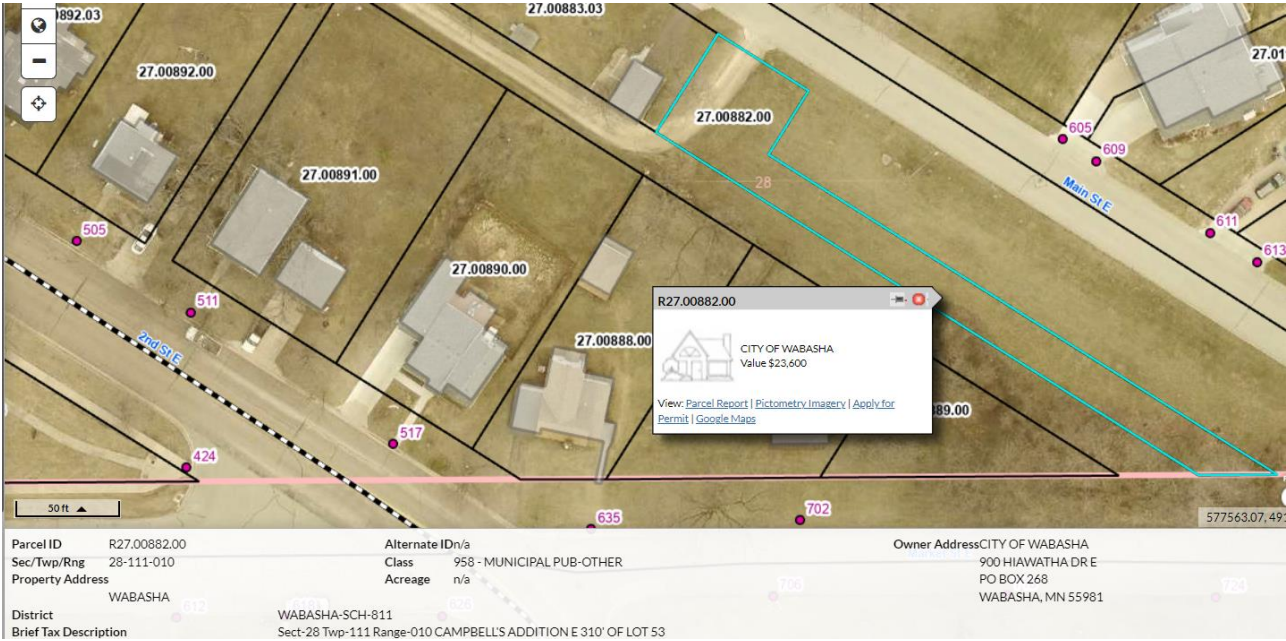 892.03
27.00883.03
27.00892.00
27.01
27.00882.00
605
609
27.00891.00
28
Main St E
505
611
613
27.00890.00
511
R27.00882.00
2nd St E
27.00888.00
CITY OF WABASHA
Value $23,600
View: Parcel Report | Pictometry Imagery | Apply for
Permit | Google Maps
89.00
517
424
50 ft
635
702
577563.07, 491
Parcel ID R27.00882.00
Sec/Twp/Rng 28-111-010
Property Address
WABASHA
District WABASHA-SCH-811
Brief Tax Description Sect-28 Twp-111 Range-010 CAMPBELL'S ADDITION E 310' OF LOT 53
Alternate ID n/a
Class 958 - MUNICIPAL PUB-OTHER
Acreage n/a
Owner Address CITY OF WABASHA
900 HIAWATHA DR E
PO BOX 268
WABASHA, MN 55981